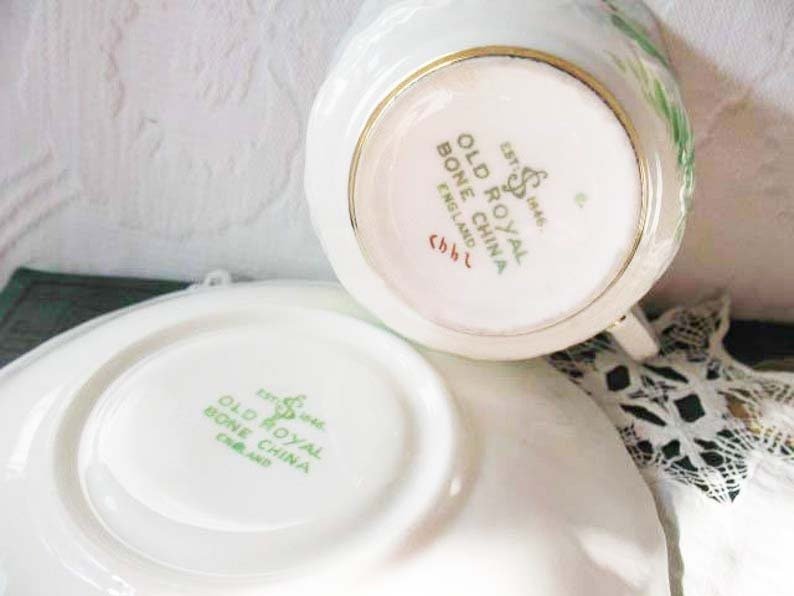 EST. 1846.
OLD ROYAL
BONE CHINA
ENGLAND
EST. 1846.
OLD ROYAL
BONE CHINA
ENGLAND